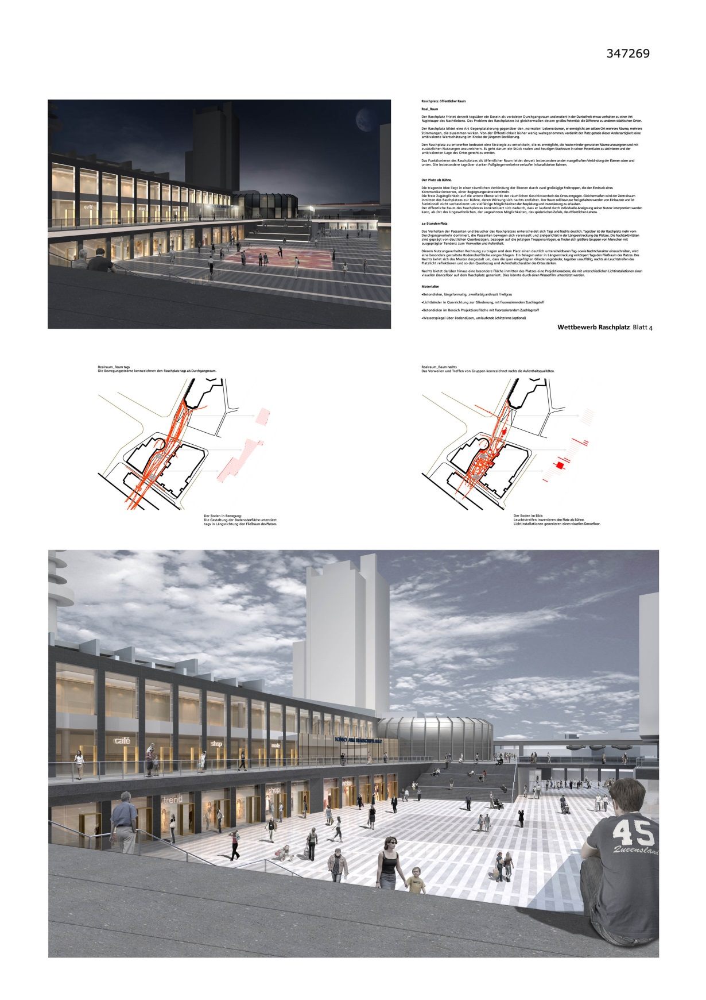 347269
Raschplatz öffentlicher Raum
Real_Raum
Der Raschplatz fristet derzeit tagsüber ein Dasein als verödeter Durchgangsraum und mutiert in der Dunkelheit etwas verhalten zu einer Art
Nightscape des Nachtlebens. Das Problem des Raschplatzes ist gleichermaßen dessen großes Potential: die Differenz zu anderen städtischen Orten.
Der Raschplatz bildet eine Art Gegenplatzierung gegenüber den ‚normalen' Lebensräumen, er ermöglicht am selben Ort mehrere Räume, mehrere
Stimmungen, die zusammen wirken. Von der Öffentlichkeit bisher wenig wahrgenommen, verdankt der Platz gerade dieser Andersartigkeit seine
ambivalente Wertschätzung im Kreise der jüngeren Bevölkerung.
Den Raschplatz zu entwerfen bedeutet eine Strategie zu entwickeln, die es ermöglicht, die heute minder genutzten Räume anzueignen und mit
zusätzlichen Nutzungen anzureichern. Es geht darum ein Stück realen und heutigen Stadtraum in seinen Potentialen zu aktivieren und der
ambivalenten Lage des Ortes gerecht zu werden.
Das Funktionieren des Raschplatzes als öffentlicher Raum leidet derzeit insbesondere an der mangelhaften Verbindung der Ebenen oben und
unten. Die insbesondere tagsüber starken Fußgängerverkehre verlaufen in kanalisierten Bahnen.
Der Platz als Bühne.
Die tragende Idee liegt in einer räumlichen Verbindung der Ebenen durch zwei großzügige Freitreppen, die den Eindruck eines
Kommunikationsortes, einer Begegnungsstätte vermitteln.
Die freie Zugänglichkeit auf die untere Ebene wirkt der räumlichen Geschlossenheit des Ortes entgegen. Gleichermaßen wird der Zentralraum
inmitten des Raschplatzes zur Bühne, deren Wirkung sich nachts entfaltet. Der Raum soll bewusst frei gehalten werden von Einbauten und ist
funktionell nicht vorbestimmt um vielfältige Möglichkeiten der Bespielung und Inszenierung zu erlauben.
Der öffentliche Raum des Raschplatzes konkretisiert sich dadurch, dass er laufend durch individuelle Aneignung seiner Nutzer interpretiert werden
kann, als Ort des Ungewöhnlichen, der ungeahnten Möglichkeiten, des spielerischen Zufalls, des öffentlichen Lebens.
24-Stunden-Platz
Das Verhalten der Passanten und Besucher des Raschplatzes unterscheidet sich Tags und Nachts deutlich. Tagsüber ist der Raschplatz mehr vom
Durchgangsverkehr dominiert, die Passanten bewegen sich vereinzelt und zielgerichtet in der Längserstreckung des Platzes. Die Nachtaktivitäten
sind geprägt von deutlichen Querbezügen, bezogen auf die jetzigen Treppenanlagen, es finden sich größere Gruppen von Menschen mit
ausgeprägter Tendenz zum Verweilen und Aufenthalt.
Diesem Nutzungsverhalten Rechnung zu tragen und dem Platz einen deutlich unterscheidbaren Tag- sowie Nachtcharakter einzuschreiben, wird
eine besonders gestaltete Bodenoberfläche vorgeschlagen. Ein Belagsmuster in Längserstreckung verkörpert Tags den Fließraum des Platzes. Des
Nachts kehrt sich das Muster dergestalt um, dass die quer eingefügten Gliederungsbänder, tagsüber unauffällig, nachts als Leuchtstreifen das
Platzlicht reflektieren und so den Querbezug und Aufenthaltscharakter des Ortes stärken.
Nachts bietet darüber hinaus eine besondere Fläche inmitten des Platzes eine Projektionsebene, die mit unterschiedlichen Lichtinstallationen einen
visuellen Dancefloor auf dem Raschplatz generiert. Dies könnte durch einen Wasserfilm unterstützt werden.
Materialien
•Betondielen, längsformatig, zweifarbig anthrazit / hellgrau
•Lichtbänder in Querrichtung zur Gliederung, mit fluoreszierendem Zuschlagstoff
•Betondielen im Bereich Projektionsfläche mit fluoreszierendem Zuschlagstoff
•Wasserspiegel über Bodendüsen, umlaufende Schlitzrinne (optional)
Wettbewerb Raschplatz Blatt 4
café
shop
Realraum_Raum tags
Die Bewegungsströme kennzeichnen den Raschplatz tags als Durchgangsraum.
Realraum_Raum nachts
Das Verweilen und Treffen von Gruppen kennzeichnet nachts die Aufenthaltsqualitäten.
Der Boden in Bewegung:
Die Gestaltung der Bodenoberfläche unterstützt
tags in Längsrichtung den Fließraum des Platzes.
Der Boden im Blick:
Leuchtstreifen inszenieren den Platz als Bühne,
Lichtinstallationen generieren einen visuellen Dancefloor.
café
shop
mode
KINO AM RASCHPLATZ
trend
shop
45
Queensland